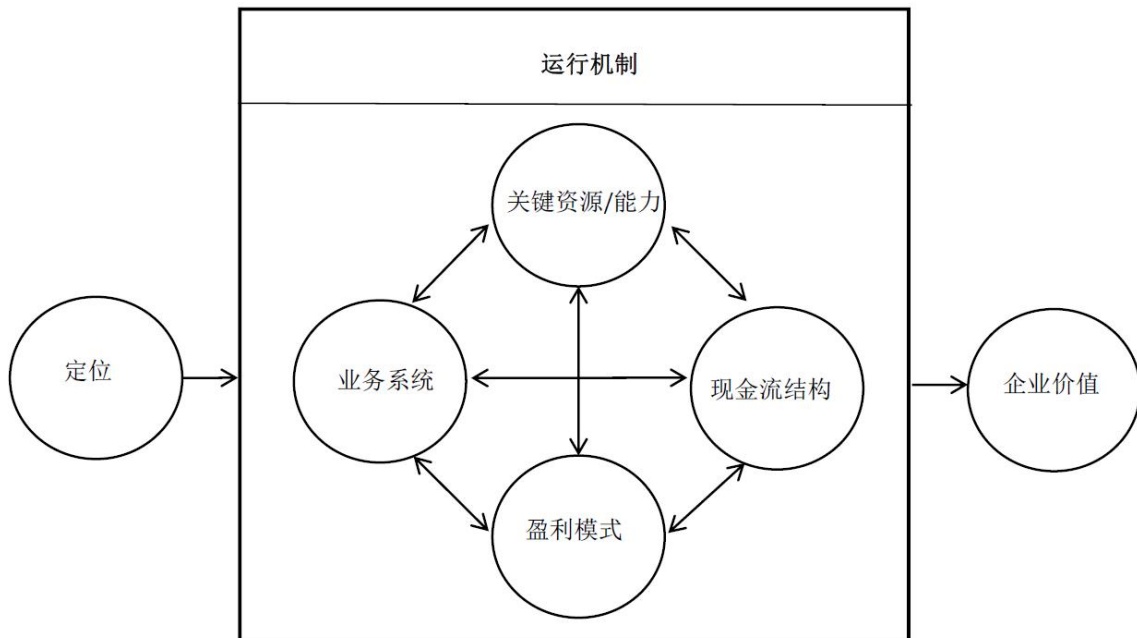 运行机制
关键资源/能力
定位
业务系统
现金流结构
企业价值
盈利模式